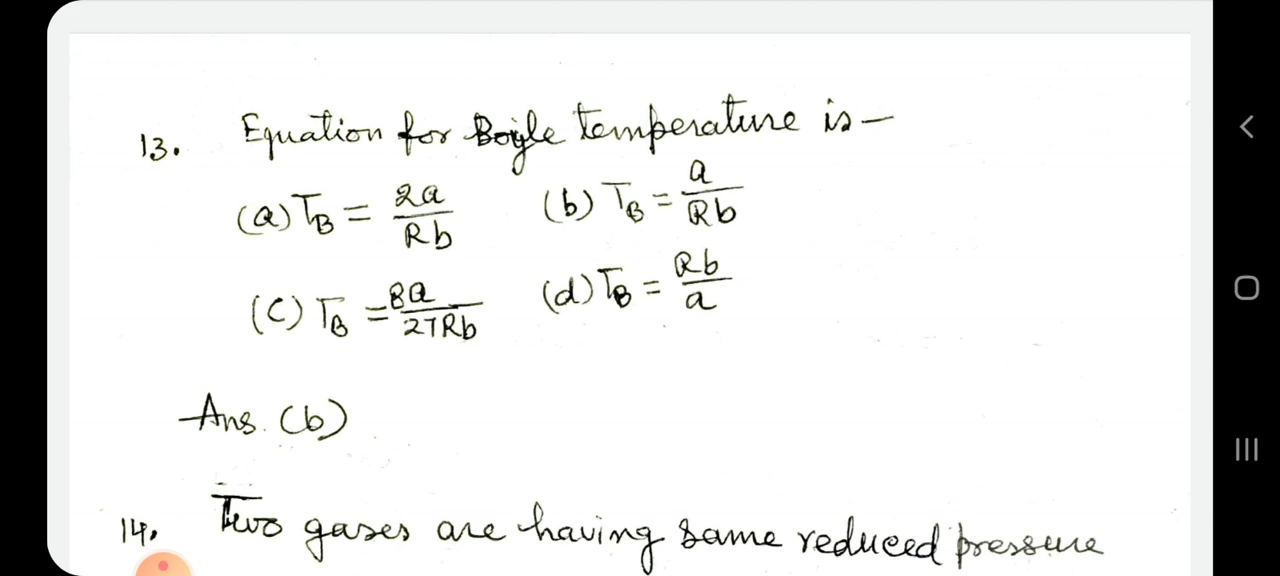 13. Equation for Boyle temperature is—
(a) T_B = 2a/Rb (b) T_B = a/Rb
(c) T_B = 8a/27Rb (d) T_B = Rb/a
Ans. (b)
14. Two gases are having same reduced pressure